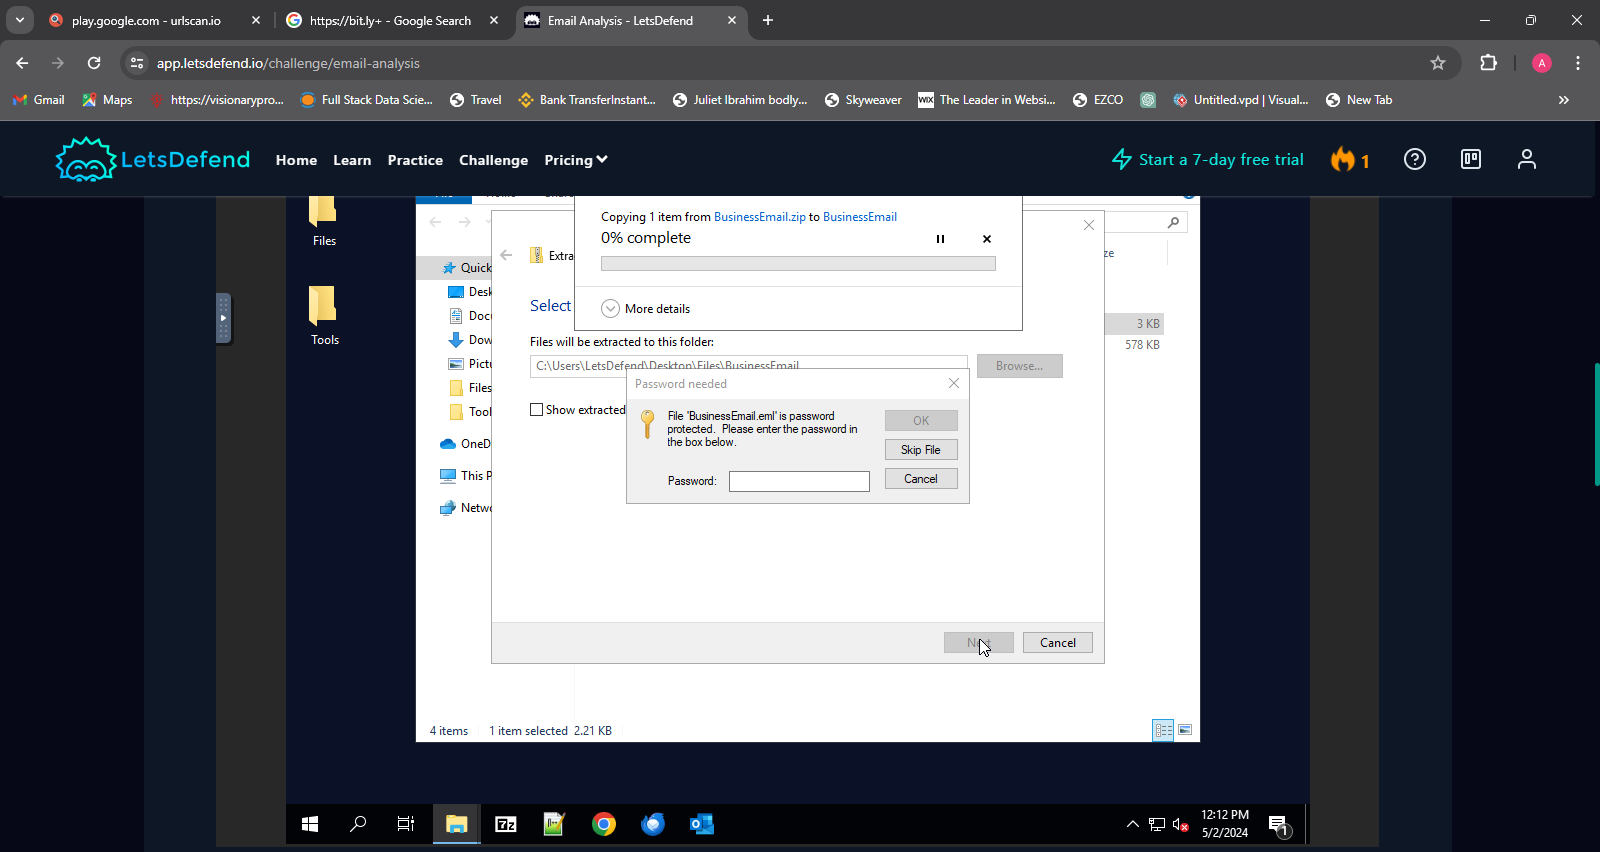 play.google.com - urlscan.io
https://bit.ly+ - Google Search
Email Analysis - LetsDefend
app.letsdefend.io/challenge/email-analysis
A
Gmail
Maps
https://visionarypro...
Full Stack Data Scie...
Travel
Bank TransferInstant...
Juliet Ibrahim bodly...
Skyweaver
WIX
The Leader in Websi...
EZCO
Untitled.vpd | Visual...
New Tab
LetsDefend
Home
Learn
Practice
Challenge
Pricing
Start a 7-day free trial
1
Files
Tools
Copying 1 item from BusinessEmail.zip to BusinessEmail
0% complete
More details
Extra
Select
Files will be extracted to this folder:
C:\Users\LetsDefend\Desktop\Files\BusinessEmail
Browse...
Show extracted
Password needed
File 'BusinessEmail.eml' is password
protected. Please enter the password in
the box below.
Password:
OK
Skip File
Cancel
Quick
Desk
Docu
Dow
Pictu
Files
Tool
OneD
This P
Netwo
ze
3 KB
578 KB
Next
Cancel
4 items
1 item selected 2.21 KB
7z
12:12 PM
5/2/2024
1